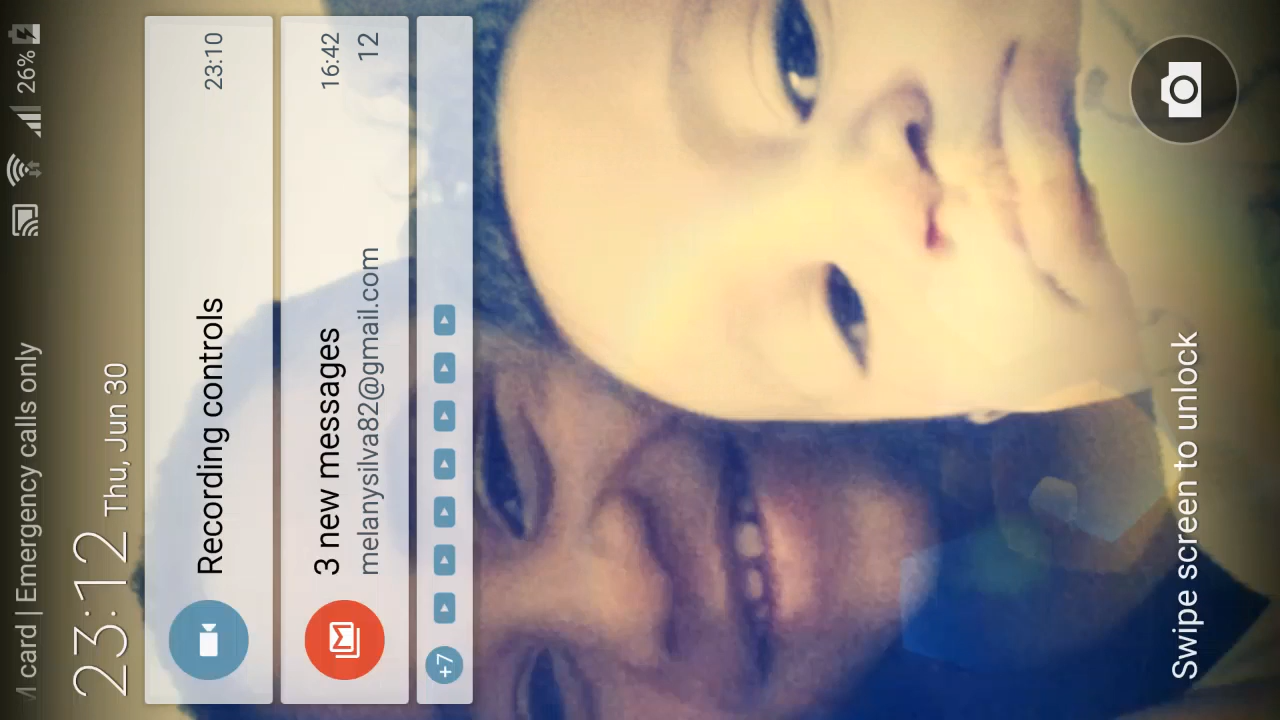 M card | Emergency calls only 26%
23:12 Thu, Jun 30
Recording controls 23:10
3 new messages 16:42
melanysilva82@gmail.com 12
+7
Swipe screen to unlock